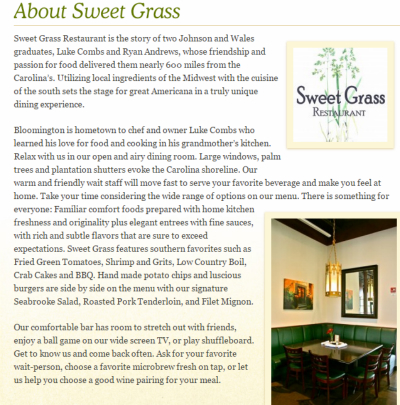 About Sweet Grass
Sweet Grass Restaurant is the story of two Johnson and Wales
graduates, Luke Combs and Ryan Andrews, whose friendship and
passion for food delivered them nearly 600 miles from the
Carolina's. Utilizing local ingredients of the Midwest with the cuisine
of the south sets the stage for great Americana in a truly unique
dining experience.
Sweet Grass
RESTAURANT
Bloomington is hometown to chef and owner Luke Combs who
learned his love for food and cooking in his grandmother's kitchen.
Relax with us in our open and airy dining room. Large windows, palm
trees and plantation shutters evoke the Carolina shoreline. Our
warm and friendly wait staff will move fast to serve your favorite beverage and make you feel at
home. Take your time considering the wide range of options on our menu. There is something for
everyone: Familiar comfort foods prepared with home kitchen
freshness and originality plus elegant entrees with fine sauces,
with rich and subtle flavors that are sure to exceed
expectations. Sweet Grass features southern favorites such as
Fried Green Tomatoes, Shrimp and Grits, Low Country Boil,
Crab Cakes and BBQ. Hand made potato chips and luscious
burgers are side by side on the menu with our signature
Seabrooke Salad, Roasted Pork Tenderloin, and Filet Mignon.
Our comfortable bar has room to stretch out with friends,
enjoy a ball game on our wide screen TV, or play shuffleboard.
Get to know us and come back often. Ask for your favorite
wait-person, choose a favorite microbrew fresh on tap, or let
us help you choose a good wine pairing for your meal.